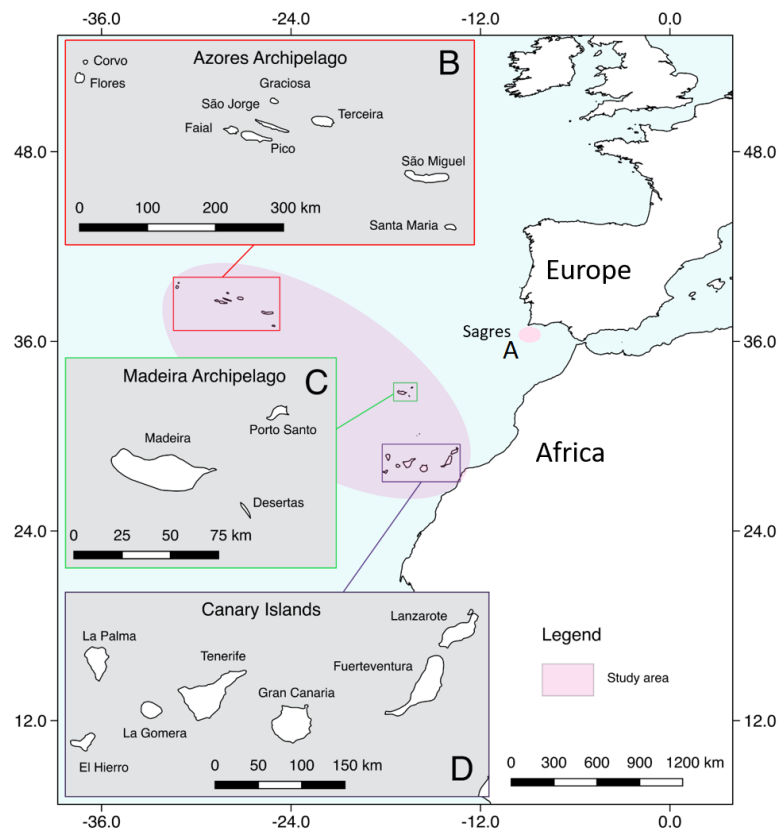 -36.0 -24.0 -12.0 0.0
Azores Archipelago B
Corvo
Flores
Graciosa
São Jorge
Terceira
Faial
Pico
São Miguel
Santa Maria
0 100 200 300 km
48.0 48.0
Europe
Sagres
A
36.0 36.0
Madeira Archipelago C
Porto Santo
Madeira
Desertas
0 25 50 75 km
Africa
24.0 24.0
Canary Islands
Lanzarote
La Palma
Tenerife
Fuerteventura
Gran Canaria
La Gomera
El Hierro
0 50 100 150 km
D
Legend
Study area
12.0 12.0
0 300 600 900 1200 km
-36.0 -24.0 -12.0 0.0